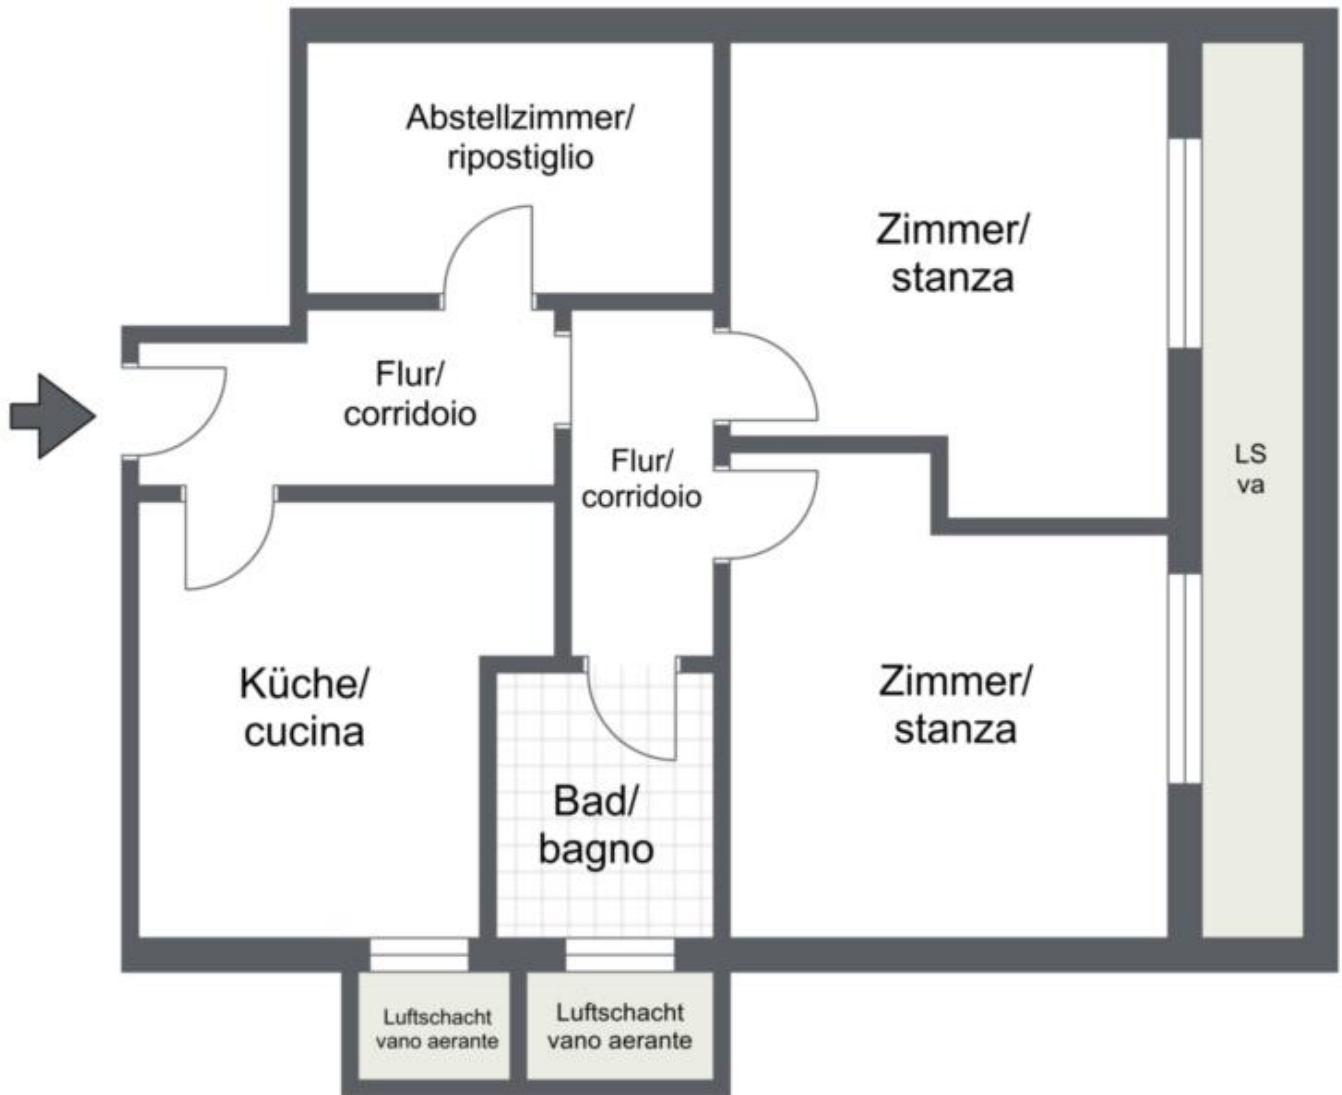 Abstellzimmer/
ripostiglio
Zimmer/
stanza
Flur/
corridoio
Flur/
corridoio
LS
va
Küche/
cucina
Zimmer/
stanza
Bad/
bagno
Luftschacht
vano aerante
Luftschacht
vano aerante